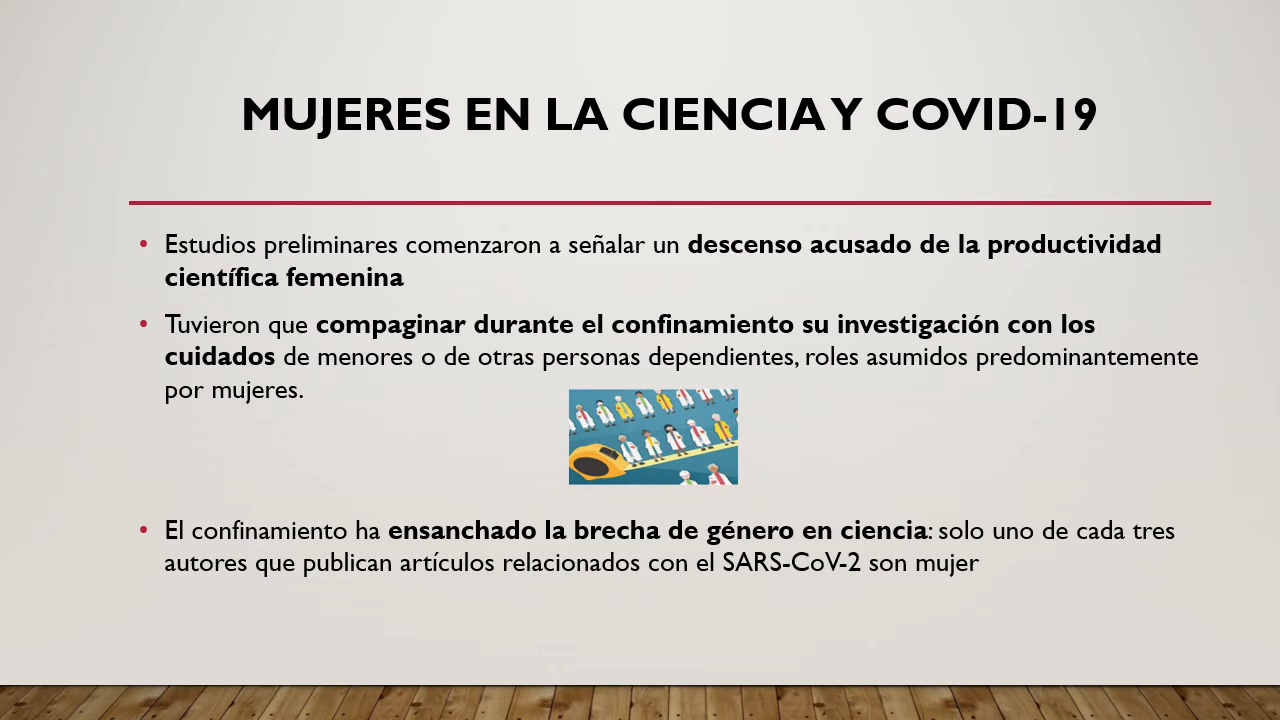 MUJERES EN LA CIENCIA Y COVID-19
• Estudios preliminares comenzaron a señalar un descenso acusado de la productividad
científica femenina
• Tuvieron que compaginar durante el confinamiento su investigación con los
cuidados de menores o de otras personas dependientes, roles asumidos predominantemente
por mujeres.
• El confinamiento ha ensanchado la brecha de género en ciencia: solo uno de cada tres
autores que publican artículos relacionados con el SARS-CoV-2 son mujer